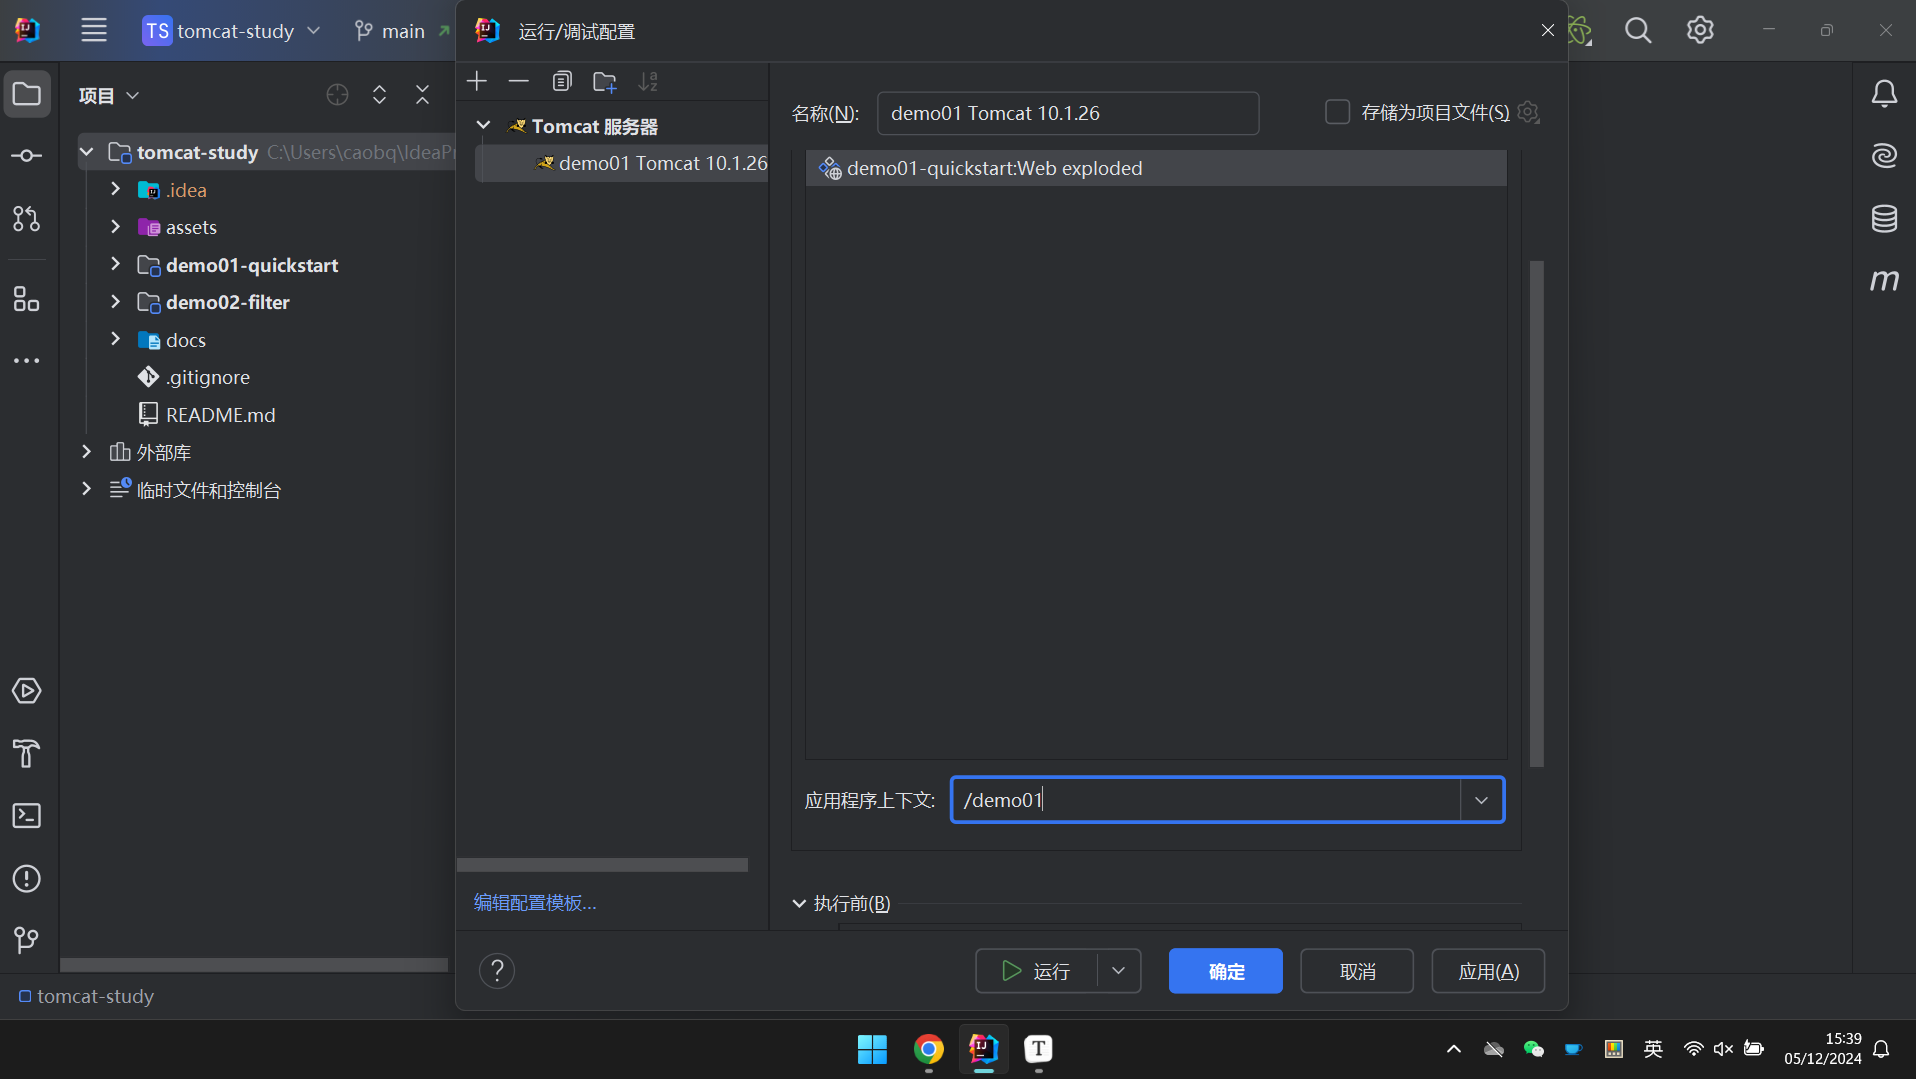 TS tomcat-study
main
运行/调试配置
项目
tomcat-study C:\Users\caobq\IdeaPr
.idea
assets
demo01-quickstart
demo02-filter
docs
.gitignore
README.md
外部库
临时文件和控制台
Tomcat 服务器
demo01 Tomcat 10.1.26
编辑配置模板...
名称(N):
demo01 Tomcat 10.1.26
存储为项目文件(S)
demo01-quickstart:Web exploded
应用程序上下文:
/demo01
执行前(B)
?
运行
确定
取消
应用(A)
m
tomcat-study
T
英
15:39
05/12/2024